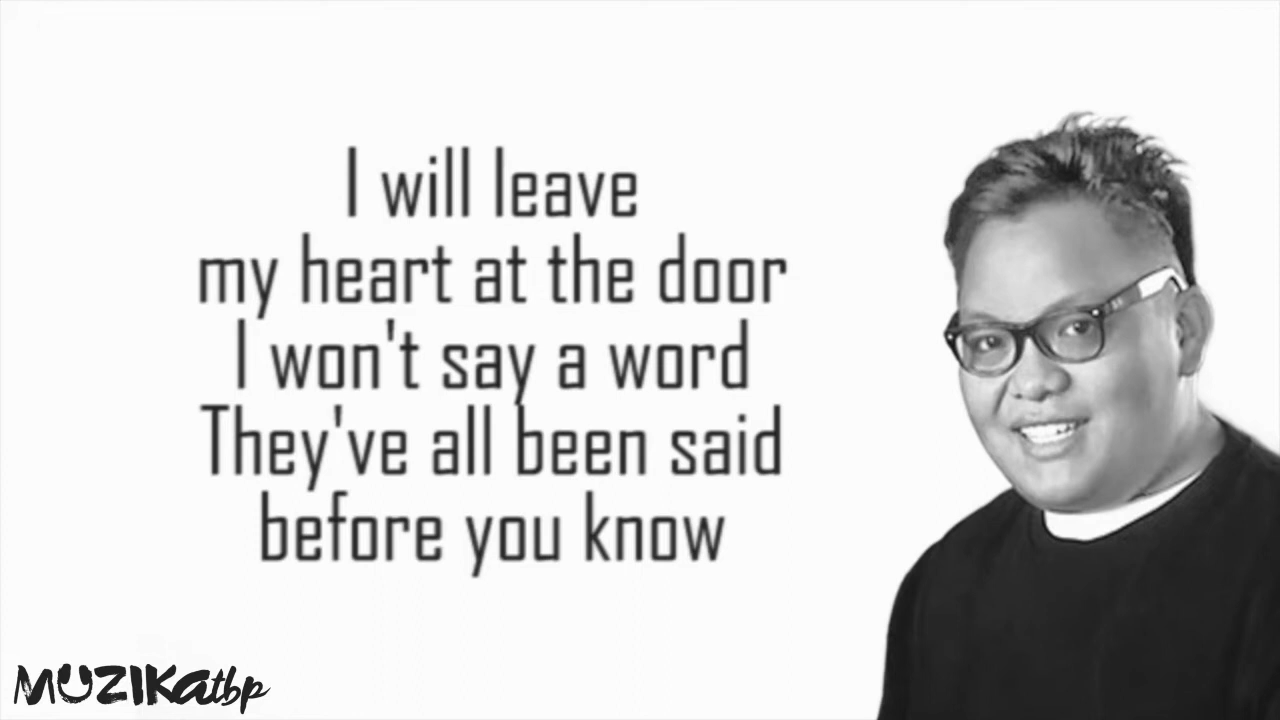 I will leave
my heart at the door
I won't say a word
They've all been said
before you know
MUZIKAtbp